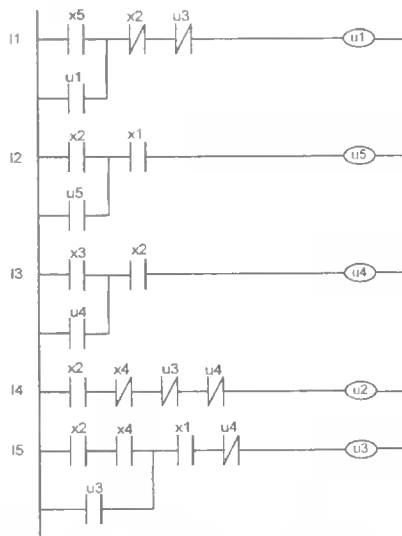 x5 x2 u3
I1 u1
u1
x2 x1
I2 u5
u5
x3 x2
I3 u4
u4
x2 x4 u3 u4
I4 u2
x2 x4 x1 u4
I5 u3
u3